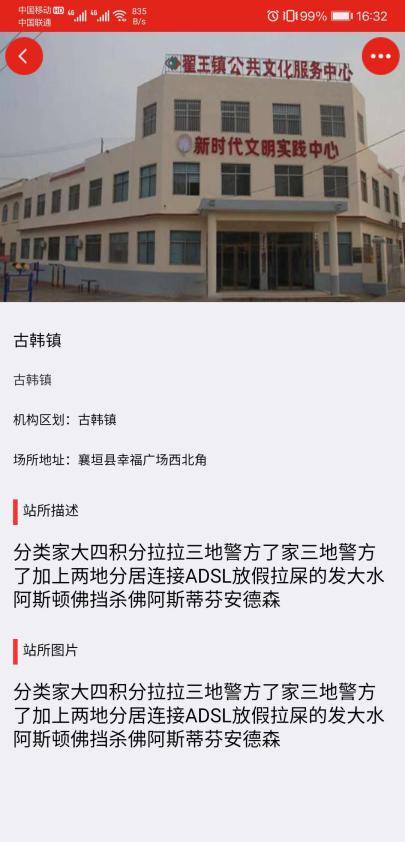 中国移动 HD 4G 4G 835 B/s 99% 16:32
中国联通
翟王镇公共文化服务中心
新时代文明实践中心
古韩镇
古韩镇
机构区划：古韩镇
场所地址：襄垣县幸福广场西北角
站所描述
分类家大四积分拉拉三地警方了家三地警方
了加上两地分居连接ADSL放假拉屎的发大水
阿斯顿佛挡杀佛阿斯蒂芬安德森
站所图片
分类家大四积分拉拉三地警方了家三地警方
了加上两地分居连接ADSL放假拉屎的发大水
阿斯顿佛挡杀佛阿斯蒂芬安德森